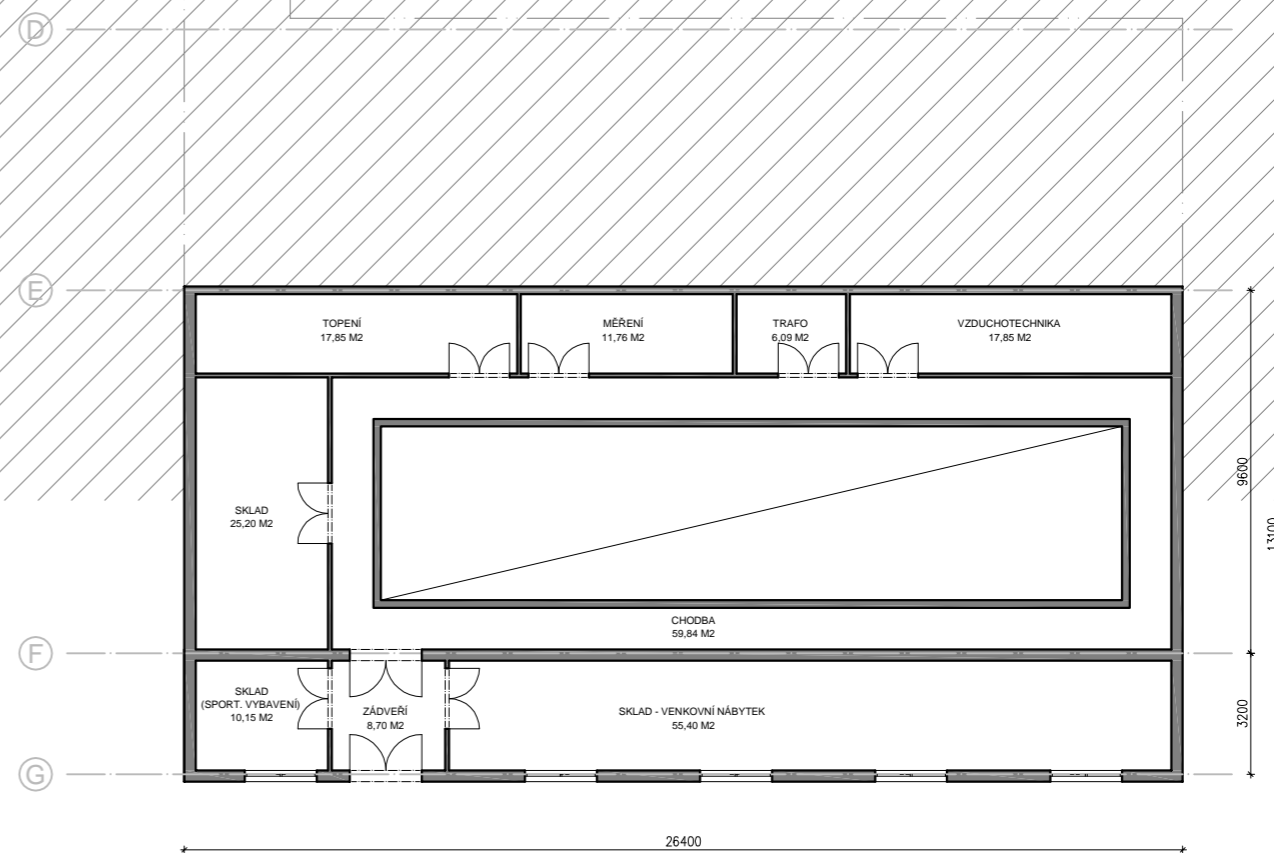 D
E
TOPENÍ
17,85 M2
MĚŘENÍ
11,76 M2
TRAFO
6,09 M2
VZDUCHOTECHNIKA
17,85 M2
SKLAD
25,20 M2
9600
13100
CHODBA
59,84 M2
F
SKLAD
(SPORT. VYBAVENÍ)
10,15 M2
ZÁDVEŘÍ
8,70 M2
SKLAD - VENKOVNÍ NÁBYTEK
55,40 M2
3200
G
26400